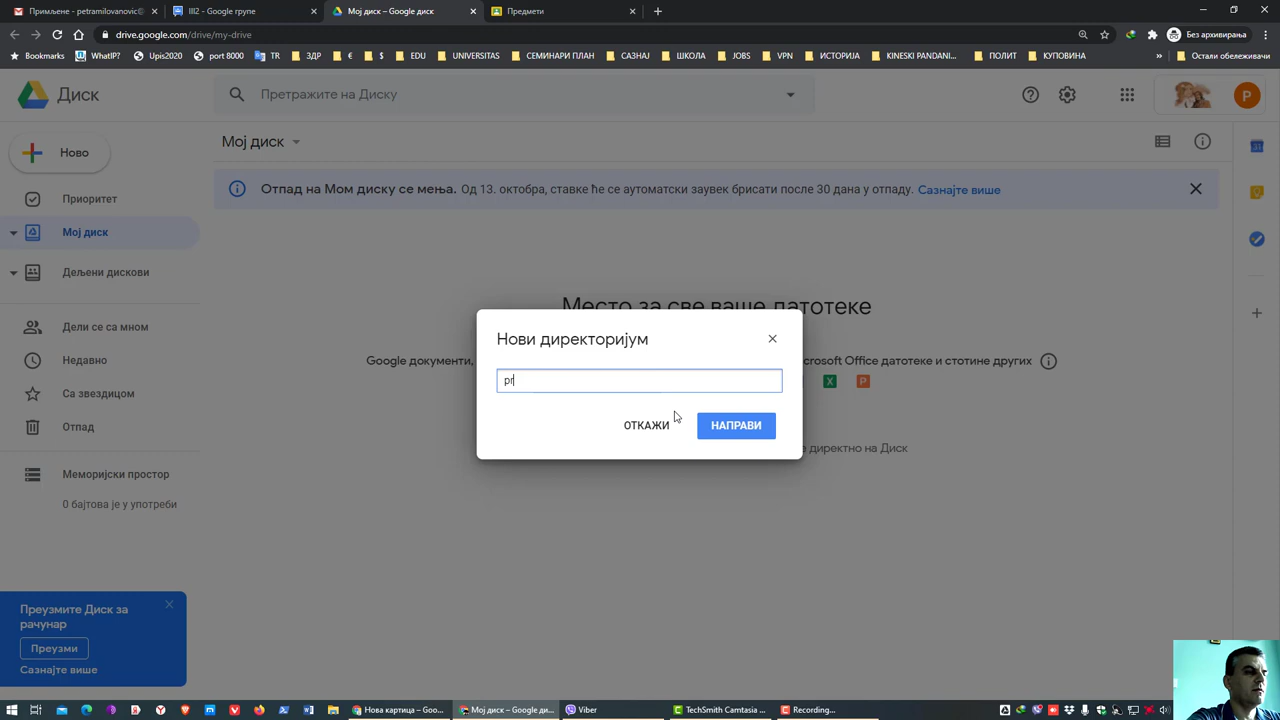 Примљене - petramilovanovic@
III2 - Google групе
Мој диск – Google диск
Предмети
drive.google.com/drive/my-drive
Без архивирања
Bookmarks
WhatIP?
Upis2020
port 8000
TR
ЗДР
€
$
EDU
UNIVERSITAS
СЕМИНАРИ ПЛАН
САЗНАЈ
ШКОЛА
JOBS
VPN
ИСТОРИЈА
KINESKI PANDANI...
ПОЛИТ
КУПОВИНА
»
Остали обележивачи
Диск
Претражите на Диску
P
Ново
Мој диск
Отпад на Мом диску се мења. Од 13. октобра, ставке ће се аутоматски заувек брисати после 30 дана у отпаду. Сазнајте више
Приоритет
Мој диск
Дељени дискови
Дели се са мном
Недавно
Са звездицом
Отпад
Меморијски простор
0 бајтова је у употреби
Место за све ваше датотеке
Google документи,
crosoft Office датотеке и стотине других
X
P
е директно на Диск
Нови директоријум
pr
ОТКАЖИ
НАПРАВИ
Преузмите Диск за
рачунар
Преузми
Сазнајте више
Нова картица – Goo...
Мој диск – Google ди...
Viber
TechSmith Camtasia ...
Recording...